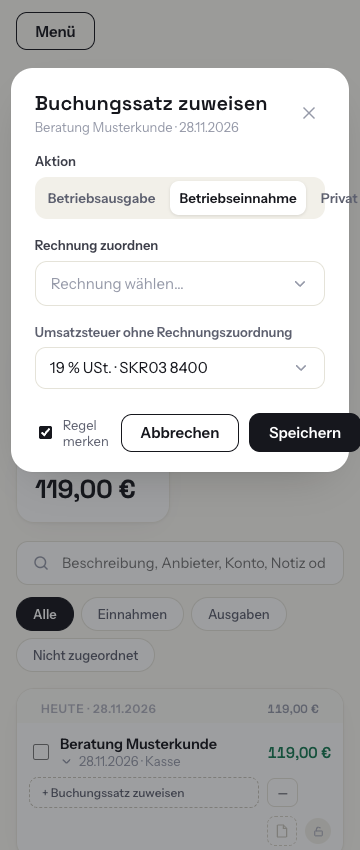 Menü
Buchungssatz zuweisen
Beratung Musterkunde · 28.11.2026
Aktion
Betriebsausgabe Betriebseinnahme Privat
Rechnung zuordnen
Rechnung wählen...
Umsatzsteuer ohne Rechnungszuordnung
19 % USt. · SKR03 8400
Regel
merken
Abbrechen Speichern
119,00 €
Beschreibung, Anbieter, Konto, Notiz od
Alle Einnahmen Ausgaben
Nicht zugeordnet
HEUTE · 28.11.2026 119,00 €
Beratung Musterkunde 119,00 €
28.11.2026 · Kasse
+ Buchungssatz zuweisen